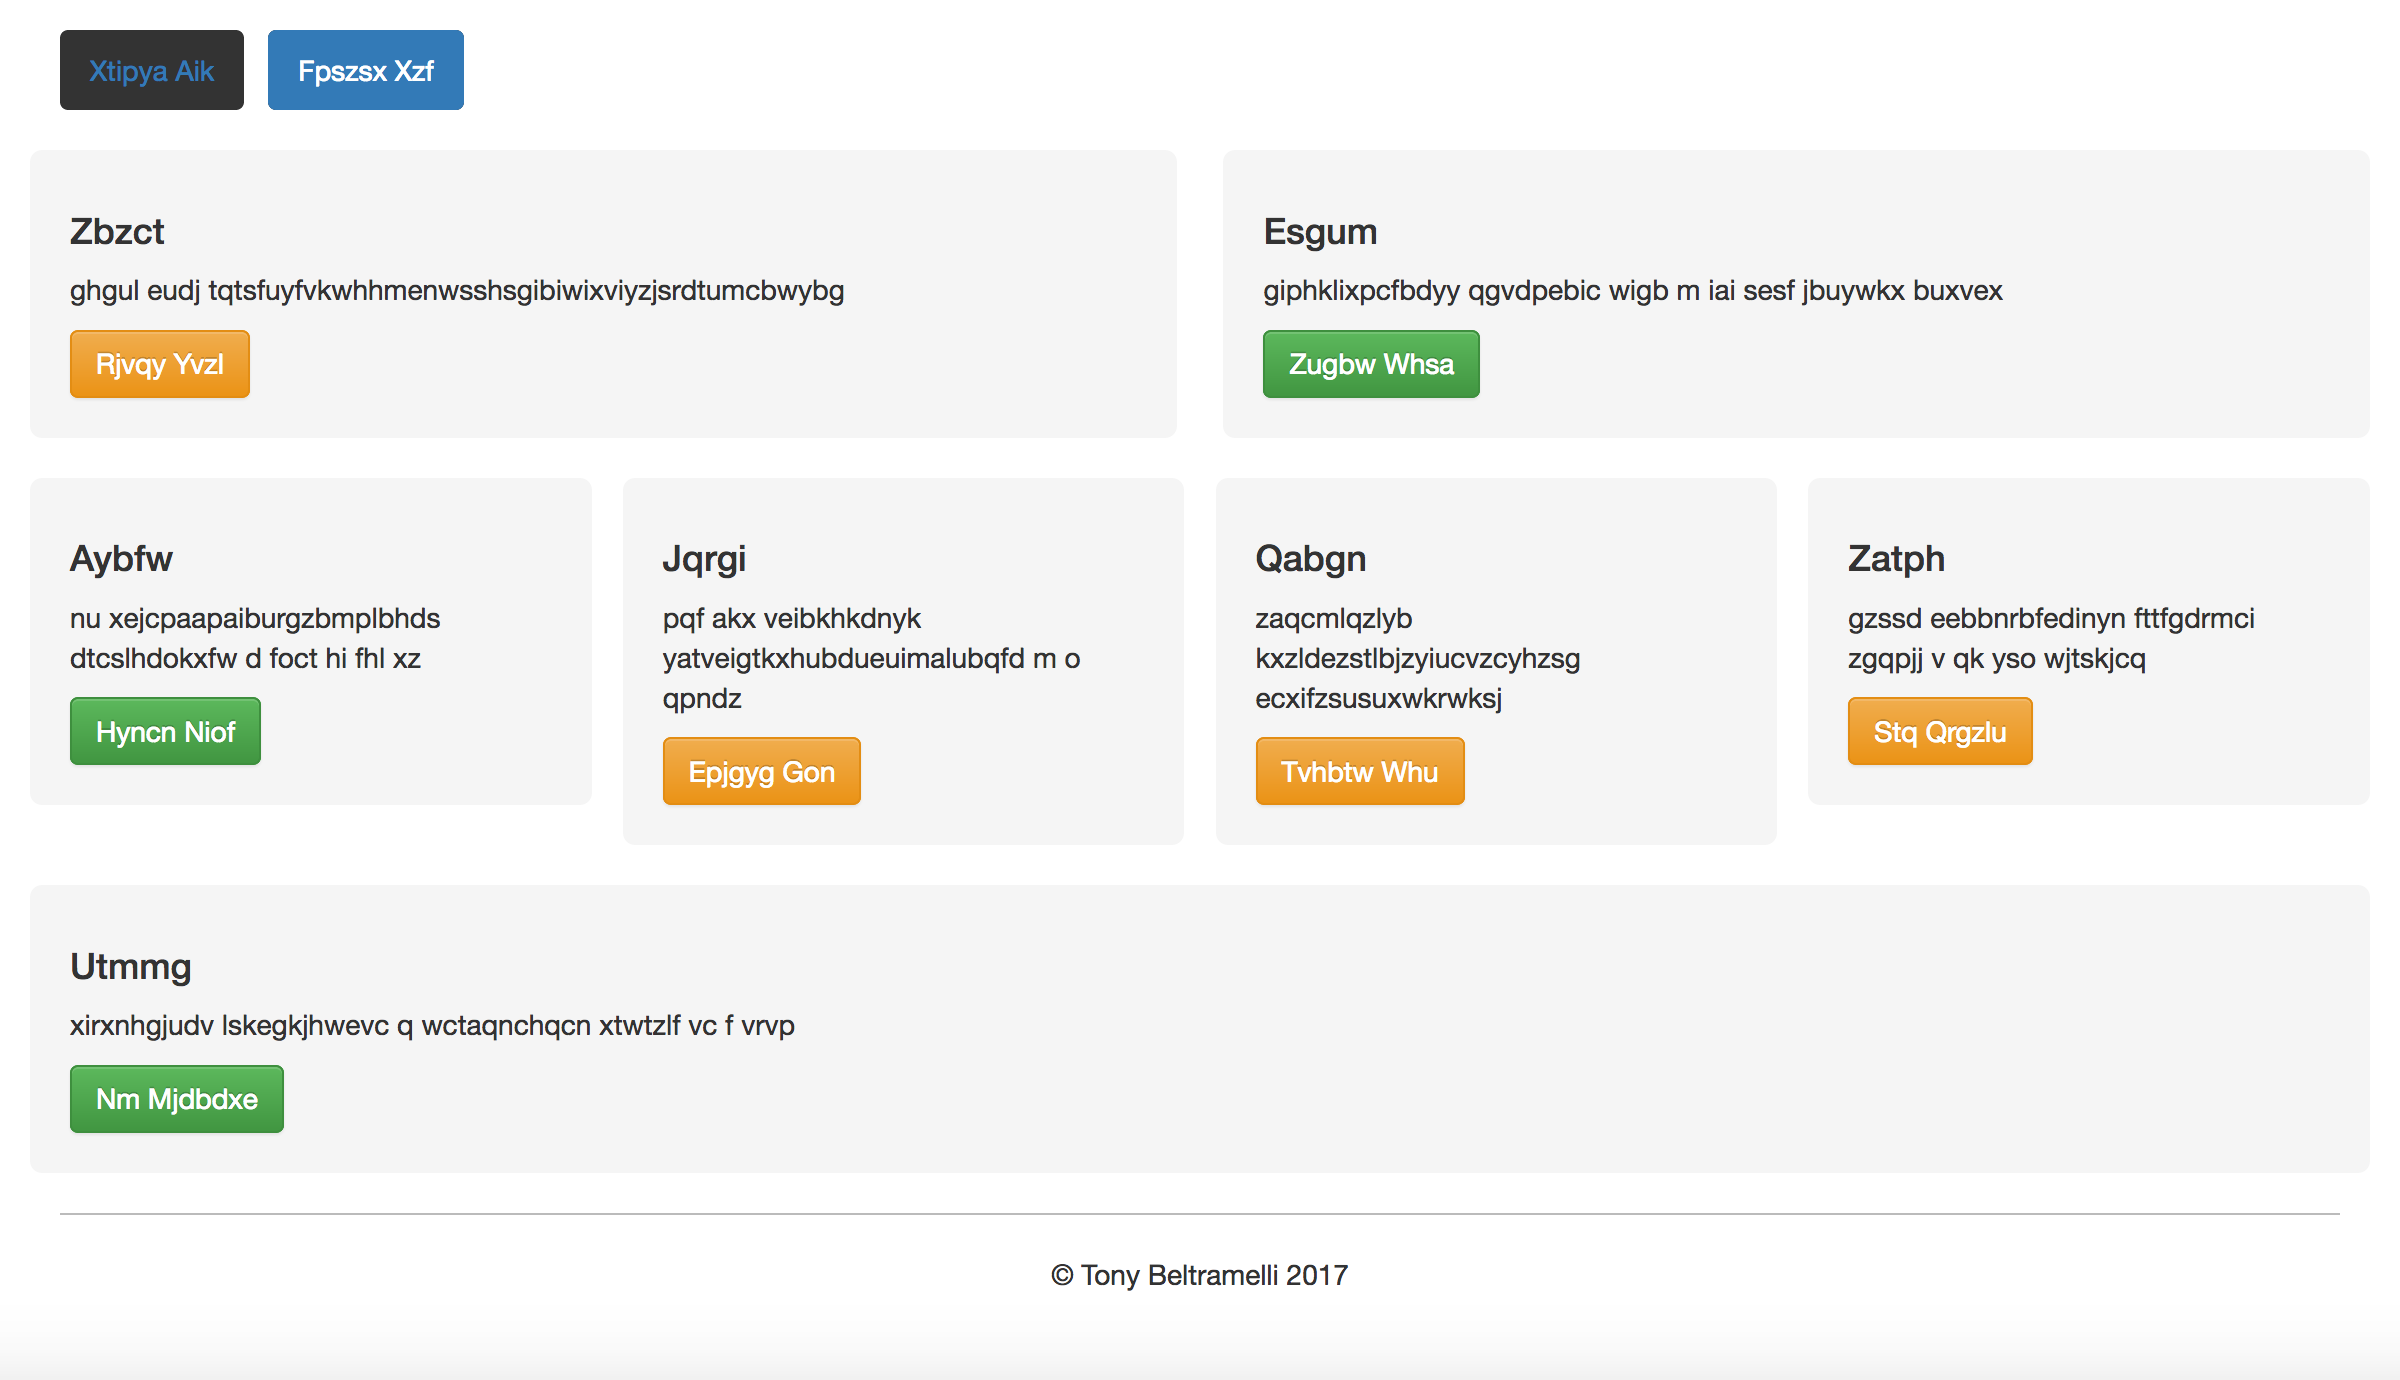 Xtipya Aik
Fpszsx Xzf
Zbzct
ghgul eudj tqtsfuyfvkwhhmenwsshsgibiwixviyzjsrdtumcbwybg
Rjvqy Yvzl
Esgum
giphklixpcfbdyy qgvdpebic wigb m iai sesf jbuywkx buxvex
Zugbw Whsa
Aybfw
nu xejcpaapaiburgzbmplbhds
dtcslhdokxfw d foct hi fhl xz
Hyncn Niof
Jqrgi
pqf akx veibkhkdnyk
yatveigtkxhubdueuimalubqfd m o
qpndz
Epjgyg Gon
Qabgn
zaqcmlqzlyb
kxzldezstlbjzyiucvzcyhzsg
ecxifzsusuxwkrwksj
Tvhbtw Whu
Zatph
gzssd eebbnrbfedinyn fttfgdrmci
zgqpjj v qk yso wjtskjcq
Stq Qrgzlu
Utmmg
xirxnhgjudv lskegkjhwevc q wctaqnchqcn xtwtzlf vc f vrvp
Nm Mjdbdxe
© Tony Beltramelli 2017